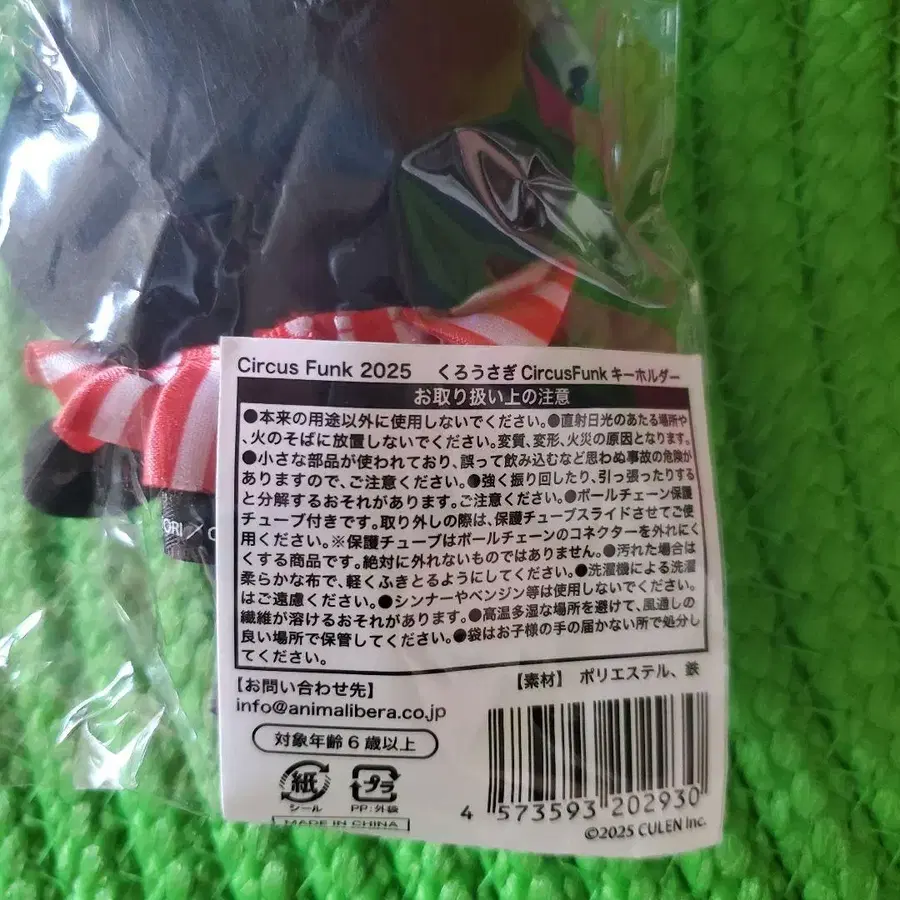 Circus Funk 2025 くろうさぎ CircusFunk キーホルダー
お取り扱い上の注意
●本来の用途以外に使用しないでください。●直射日光のあたる場所や
、火のそばに放置しないでください。変質、変形、火災の原因となります。
●小さな部品が使われており、誤って飲み込むなど思わぬ事故の危険が
ありますので、ご注意ください。●強く振り回したり、引っ張ったりする
と分解するおそれがあります。ご注意ください。●ボールチェーン保護
チューブ付きです。取り外しの際は、保護チューブスライドさせてご使
用ください。※保護チューブはボールチェーンのコネクターを外れにく
くする商品です。絶対に外れないものではありません。●汚れた場合は
柔らかな布で、軽くふきとるようにしてください。●洗濯機による洗濯
はご遠慮ください。●シンナーやベンジン等は使用しないでください。
繊維が溶けるおそれがあります。●高温多湿な場所を避けて、風通しの
良い場所で保管してください。●袋はお子様の手の届かない所で処分し
てください。
【お問い合わせ先】
info@animalibera.co.jp
【素材】 ポリエステル、鉄
対象年齢6歳以上
紙
シール
プラ
PP:外袋
MADE IN CHINA
4 573593 202930
©2025 CULEN Inc.
ORI